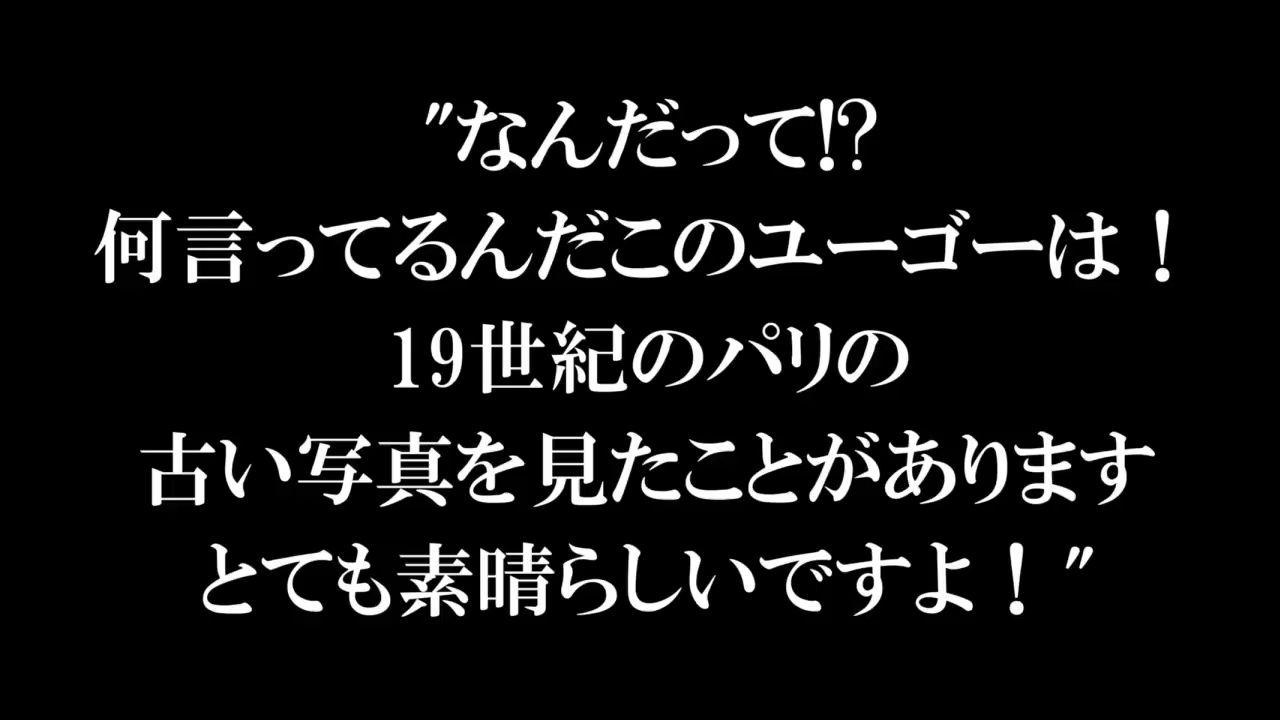 "なんだって!?
何言ってるんだこのユーゴーは！
19世紀のパリの
古い写真を見たことがあります
とても素晴らしいですよ！"